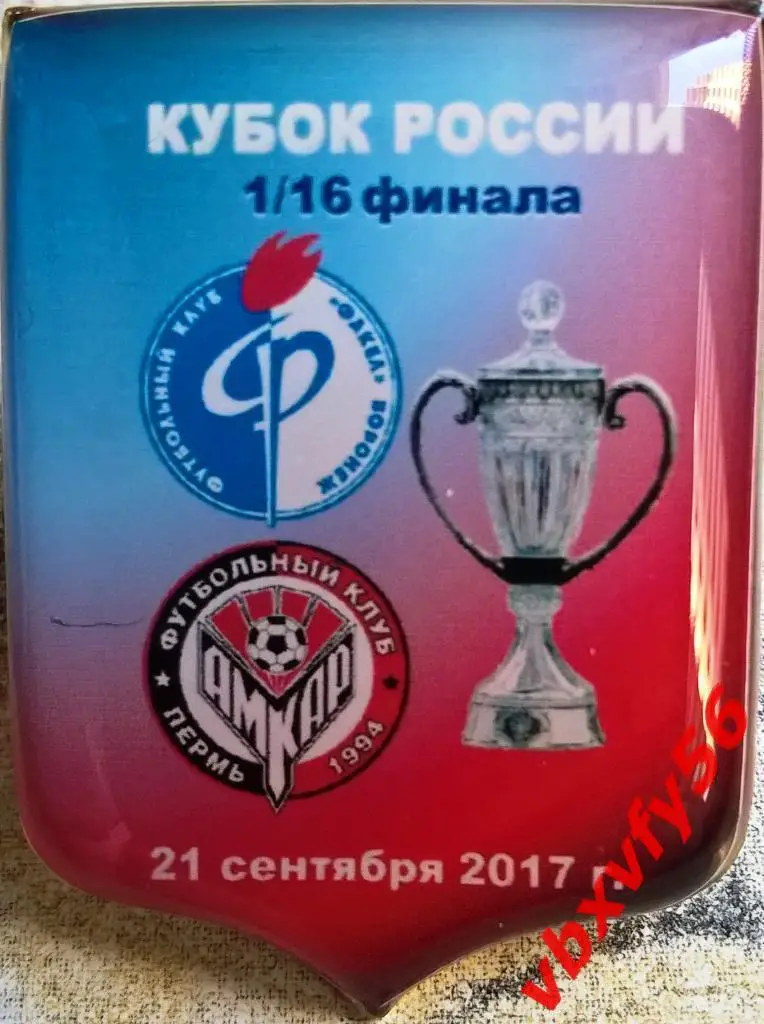 КУБОК РОССИИ
1/16 финала
ФУТБОЛЬНЫЙ КЛУБ "ФАКЕЛ" ВОРОНЕЖ
ФУТБОЛЬНЫЙ КЛУБ
АМКАР
ПЕРМЬ 1994
21 сентября 2017 г.
vbxvfy56